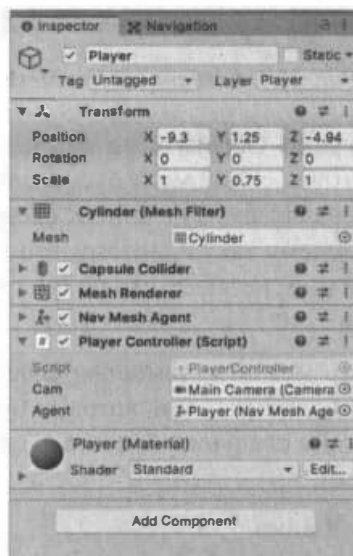 Inspector Navigation
Player Static
Tag Untagged Layer Player
Transform
Position X -9.3 Y 1.25 Z -4.94
Rotation X 0 Y 0 Z 0
Scale X 1 Y 0.75 Z 1
Cylinder (Mesh Filter)
Mesh Cylinder
Capsule Collider
Mesh Renderer
Nav Mesh Agent
Player Controller (Script)
Script PlayerController
Cam Main Camera (Camera
Agent Player (Nav Mesh Age
Player (Material)
Shader Standard Edit...
Add Component